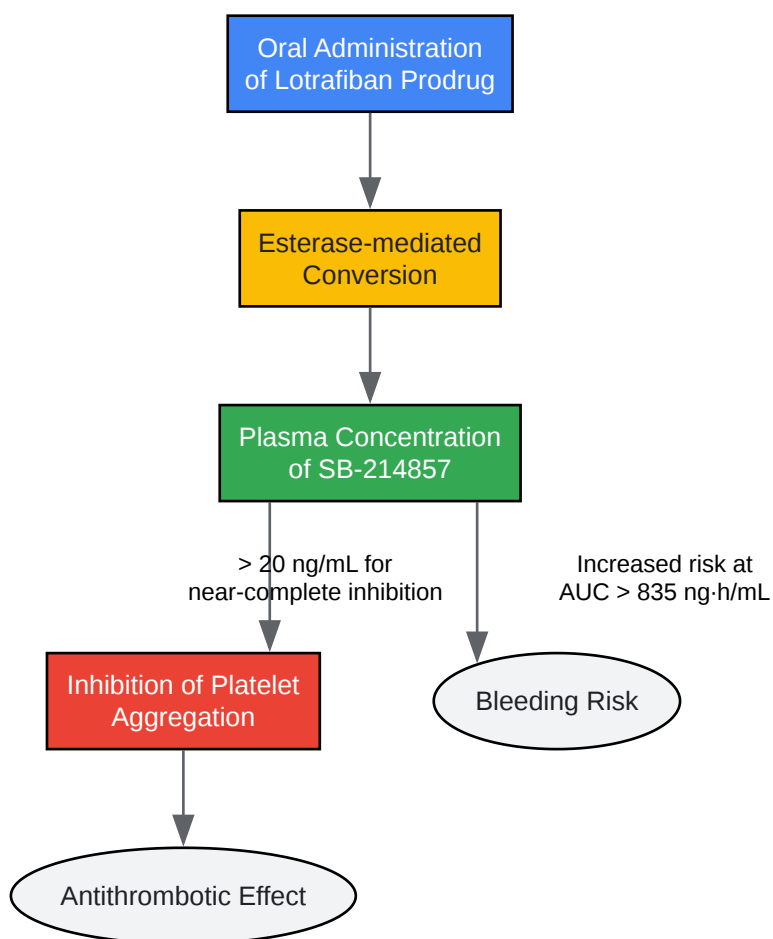 Oral Administration
of Lotrafiban Prodrug
Esterase-mediated
Conversion
Plasma Concentration
of SB-214857
> 20 ng/mL for
near-complete inhibition
Increased risk at
AUC > 835 ng·h/mL
Inhibition of Platelet
Aggregation
Bleeding Risk
Antithrombotic Effect